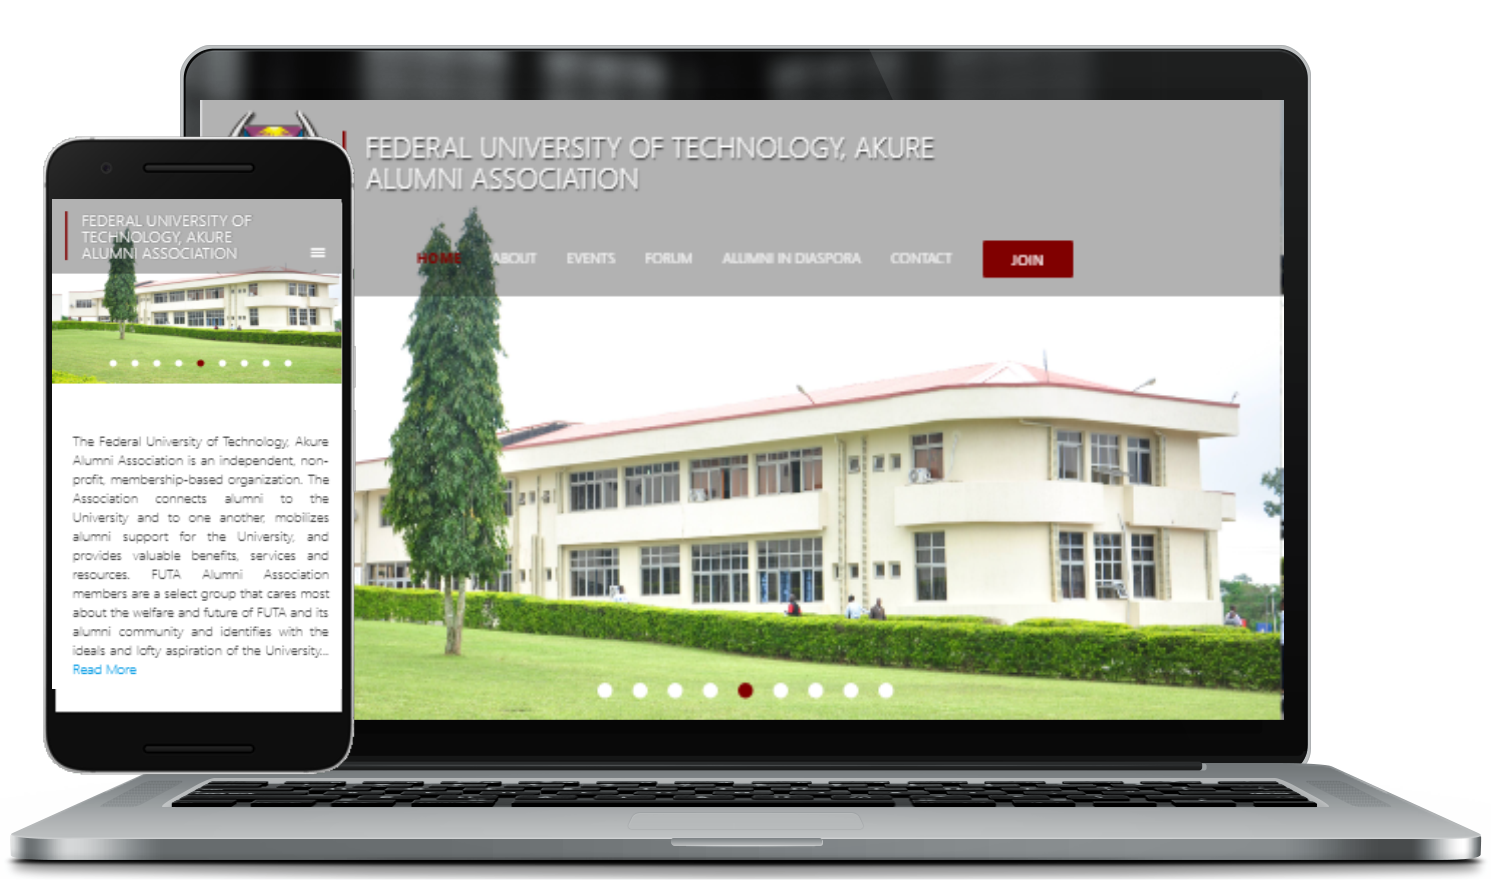 FEDERAL UNIVERSITY OF TECHNOLOGY, AKURE
ALUMNI ASSOCIATION
HOME ABOUT EVENTS FORUM ALUMNI IN DIASPORA CONTACT JOIN
FEDERAL UNIVERSITY OF
TECHNOLOGY, AKURE
ALUMNI ASSOCIATION
The Federal University of Technology, Akure
Alumni Association is an independent, non-
profit, membership-based organization. The
Association connects alumni to the
University and to one another, mobilizes
alumni support for the University, and
provides valuable benefits, services and
resources. FUTA Alumni Association
members are a select group that cares most
about the welfare and future of FUTA and its
alumni community and identifies with the
ideals and lofty aspiration of the University...
Read More